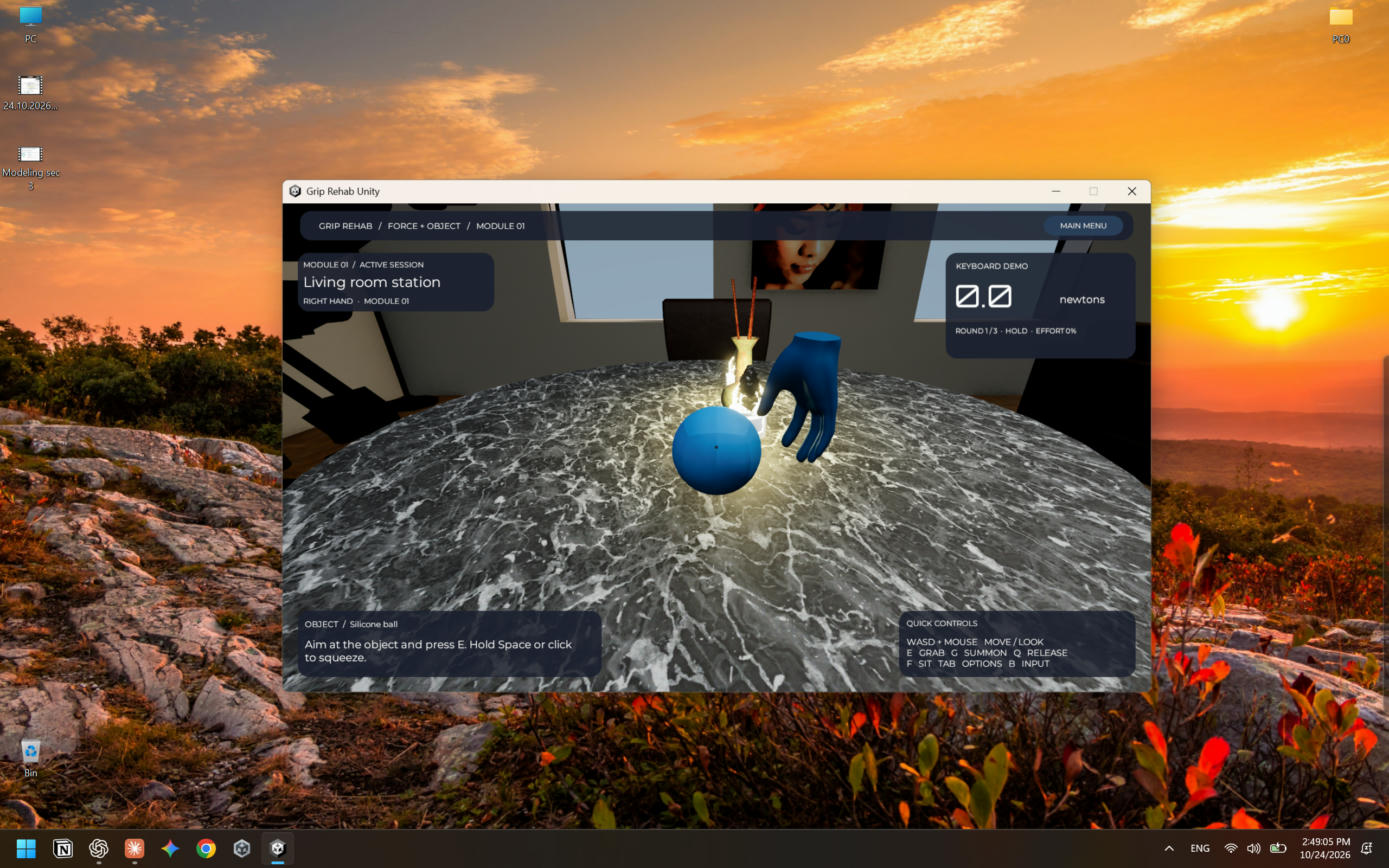 PC
PC0
24.10.2026...
Modeling sec
3
Grip Rehab Unity
GRIP REHAB / FORCE + OBJECT / MODULE 01
MAIN MENU
MODULE 01 / ACTIVE SESSION
Living room station
RIGHT HAND · MODULE 01
KEYBOARD DEMO
0.0 newtons
ROUND 1 / 3 · HOLD · EFFORT 0%
OBJECT / Silicone ball
Aim at the object and press E. Hold Space or click
to squeeze.
QUICK CONTROLS
WASD + MOUSE MOVE / LOOK
E GRAB G SUMMON Q RELEASE
F SIT TAB OPTIONS B INPUT
Bin
ENG
2:49:05 PM
10/24/2026